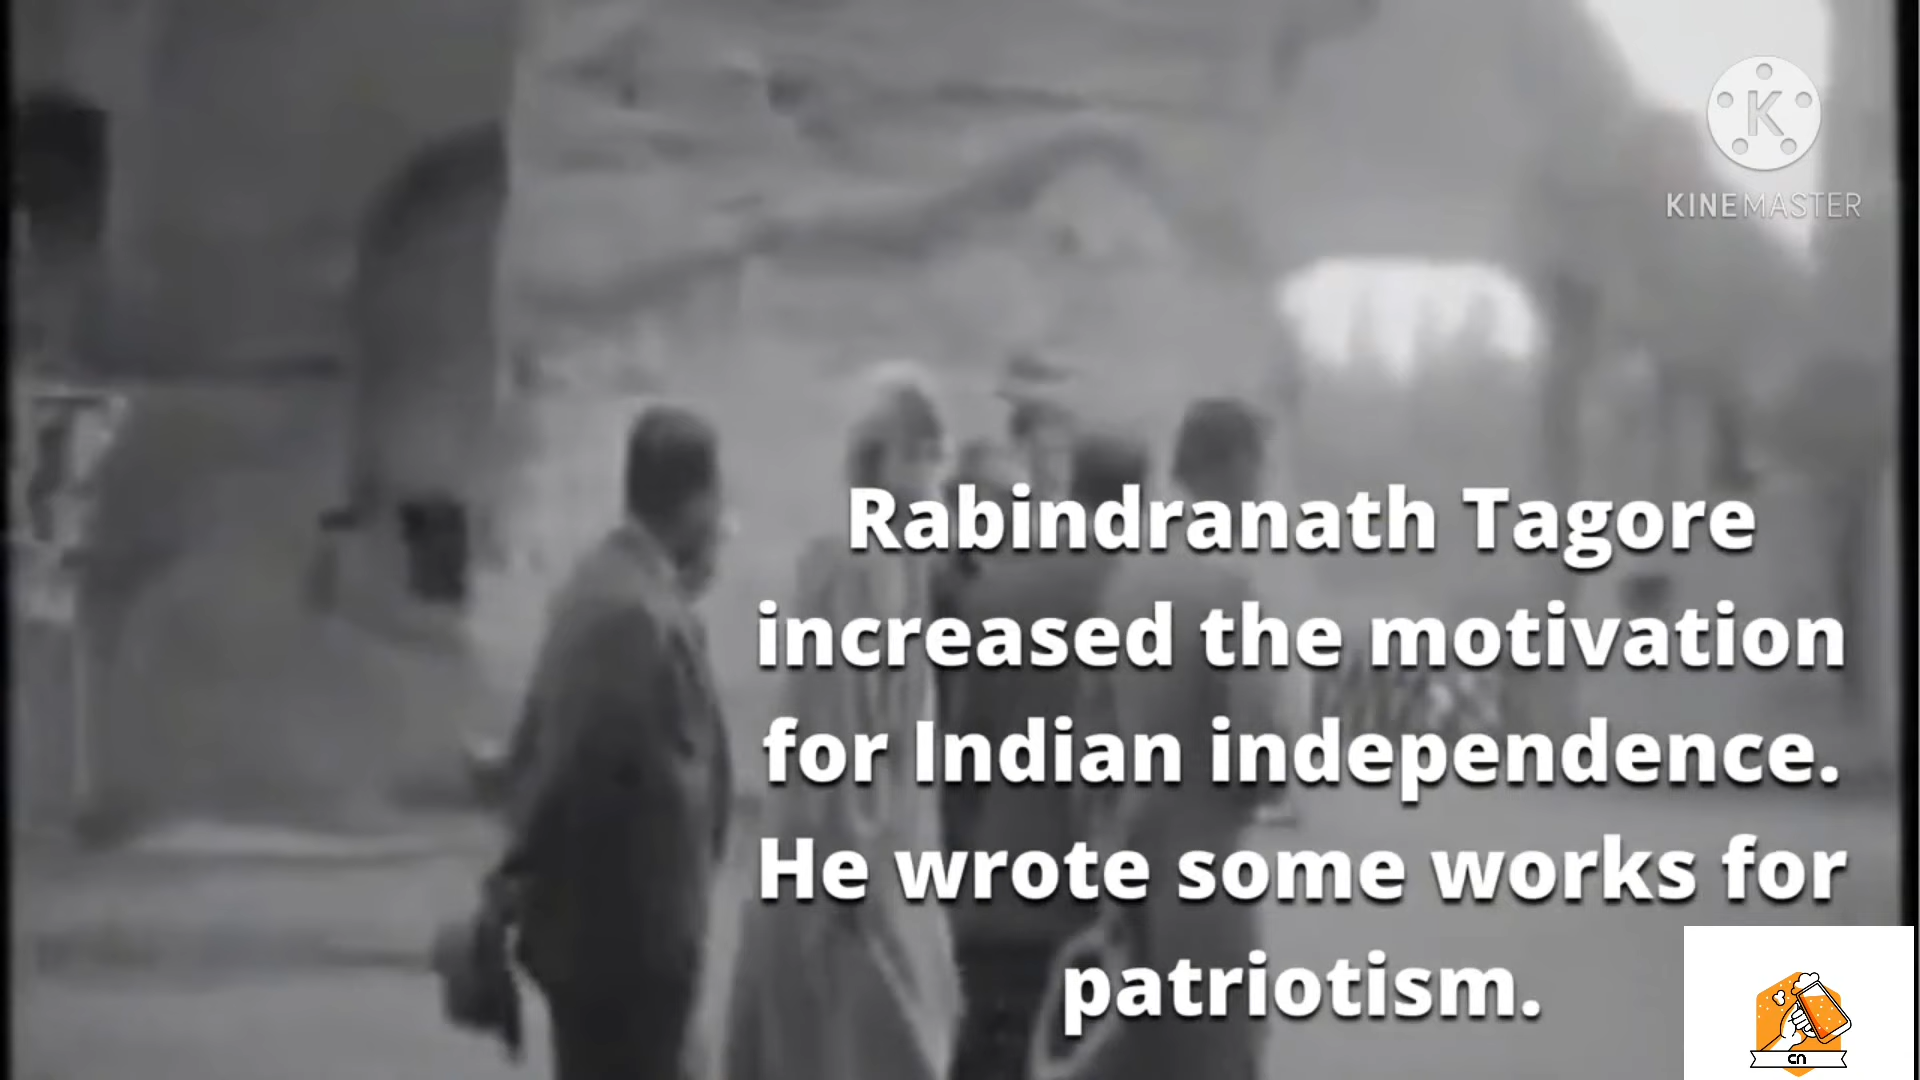 KINEMASTER
Rabindranath Tagore
increased the motivation
for Indian independence.
He wrote some works for
patriotism.
cn